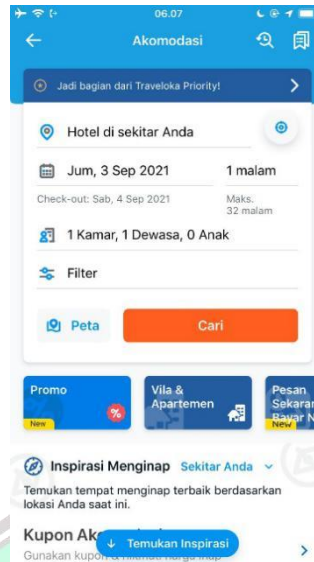 06.07
Akomodasi
Jadi bagian dari Traveloka Priority!
Hotel di sekitar Anda
Jum, 3 Sep 2021 1 malam
Check-out: Sab, 4 Sep 2021 Maks. 32 malam
1 Kamar, 1 Dewasa, 0 Anak
Filter
Peta Cari
Promo
New
Vila & Apartemen
Pesan Sekaran
Bayar N
New
Inspirasi Menginap Sekitar Anda
Temukan tempat menginap terbaik berdasarkan
lokasi Anda saat ini.
Kupon Ak
Temukan Inspirasi
Gunakan kupon &